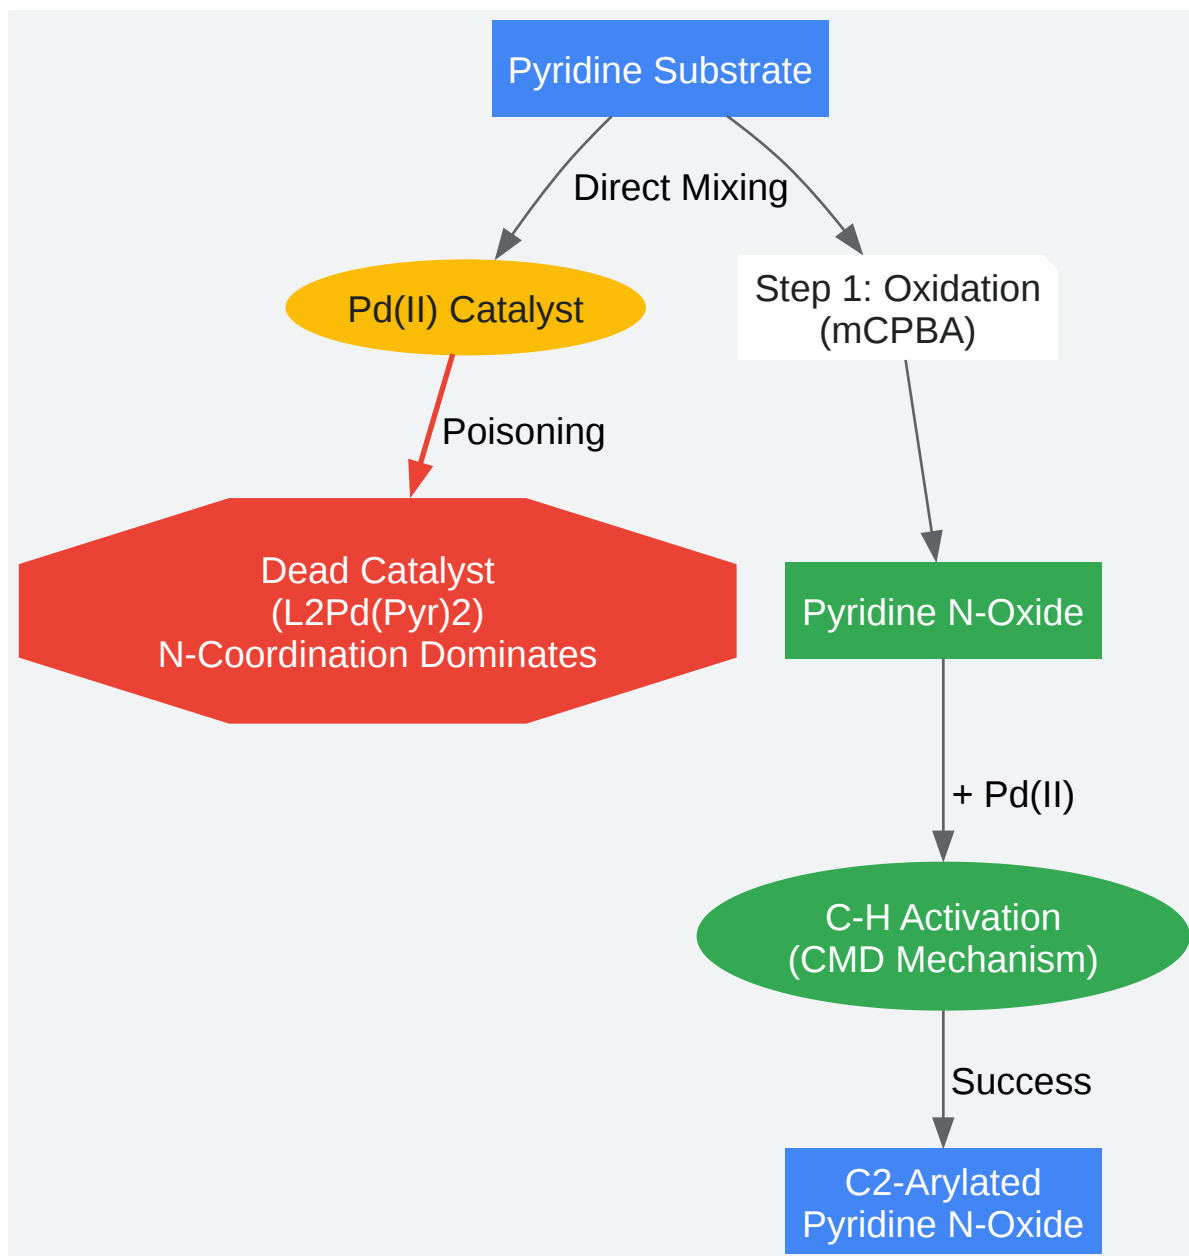 Pyridine Substrate
Direct Mixing
Pd(II) Catalyst
Step 1: Oxidation
(mCPBA)
Poisoning
Dead Catalyst
(L2Pd(Pyr)2)
N-Coordination Dominates
Pyridine N-Oxide
+ Pd(II)
C-H Activation
(CMD Mechanism)
Success
C2-Arylated
Pyridine N-Oxide